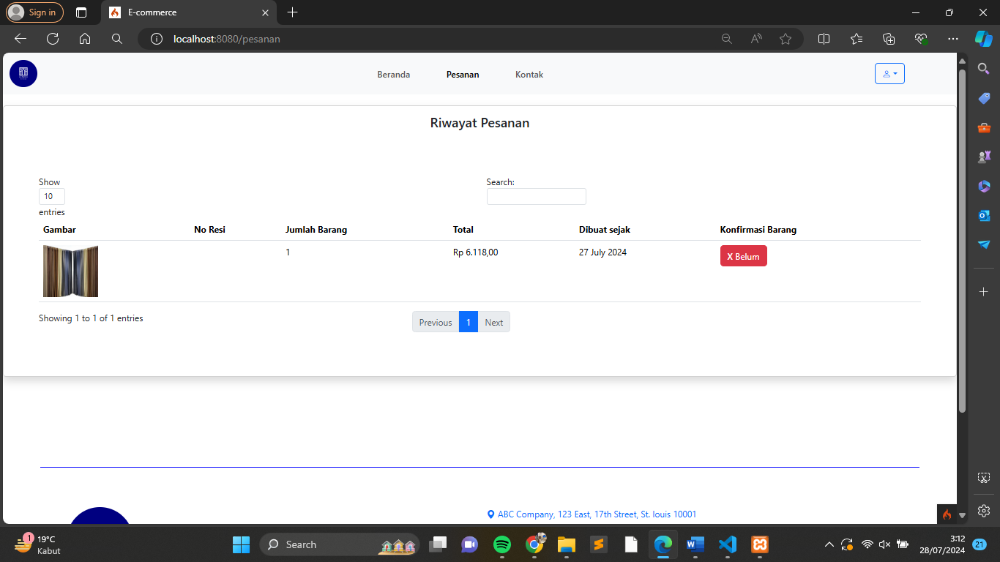 Sign in
E-commerce
localhost:8080/pesanan
Beranda Pesanan Kontak
Riwayat Pesanan
Show
10
entries
Search:
Gambar No Resi Jumlah Barang Total Dibuat sejak Konfirmasi Barang
1 Rp 6.118,00 27 July 2024 X Belum
Showing 1 to 1 of 1 entries
Previous 1 Next
ABC Company, 123 East, 17th Street, St. louis 10001
1
19°C
Kabut
Search
3:12
28/07/2024
21